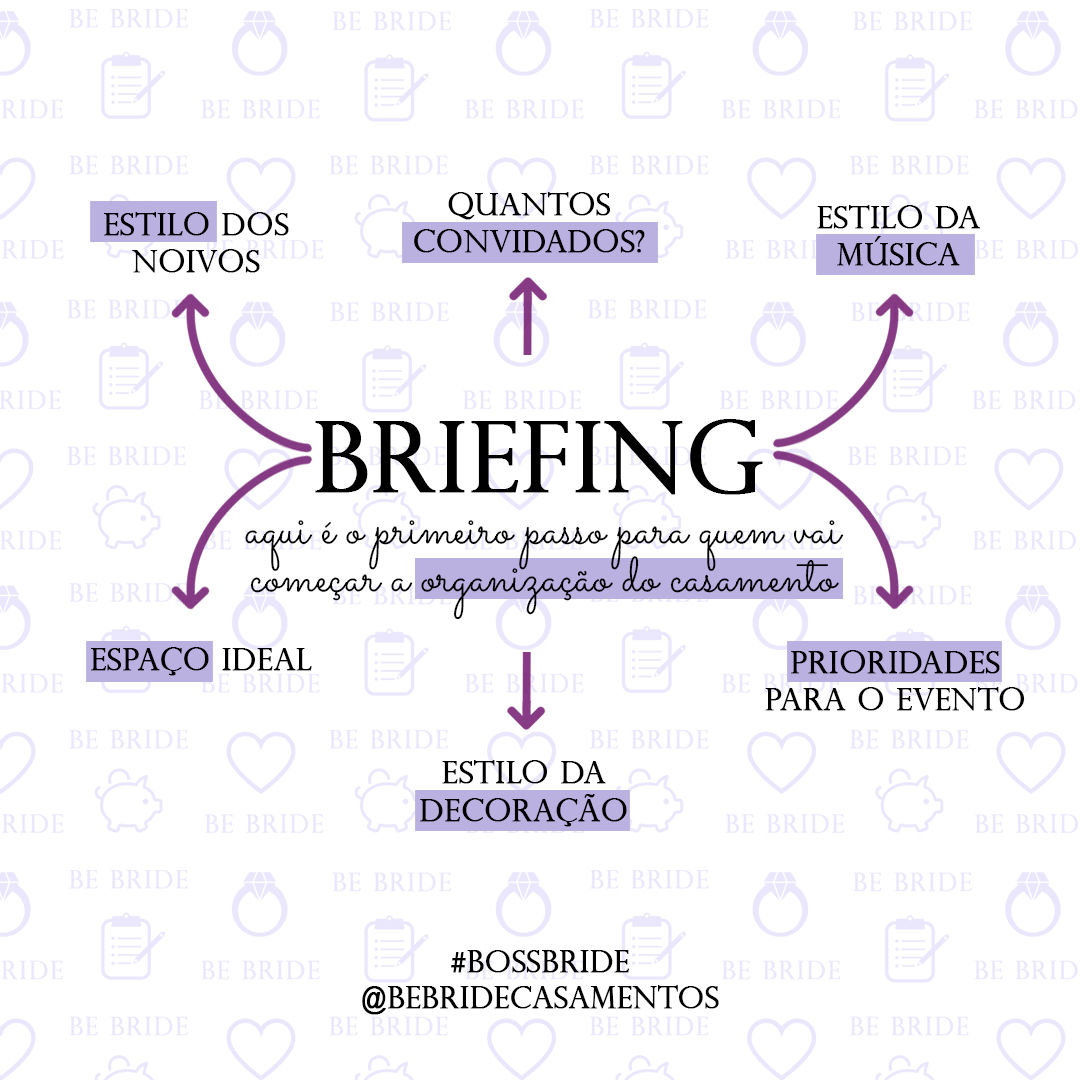 ESTILO DOS
NOIVOS
QUANTOS
CONVIDADOS?
ESTILO DA
MÚSICA
BRIEFING
aqui é o primeiro passo para quem vai
começar a organização do casamento
ESPAÇO IDEAL
PRIORIDADES
PARA O EVENTO
ESTILO DA
DECORAÇÃO
#BOSSBRIDE
@BEBRIDECASAMENTOS
BE BRIDE